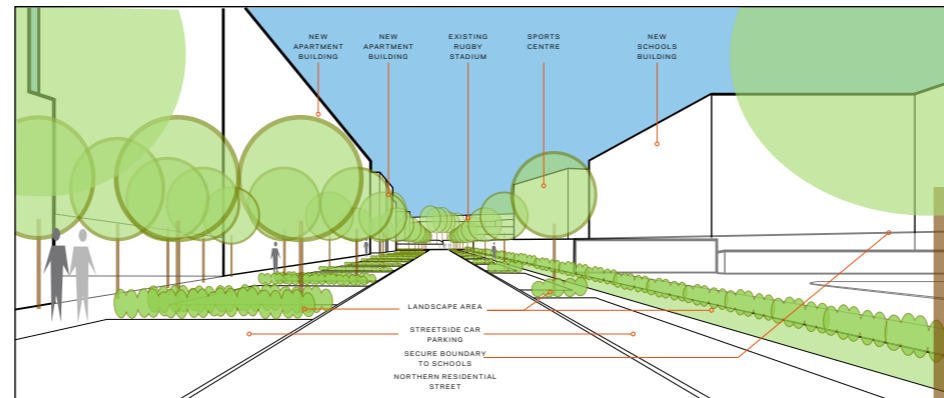 NEW
APARTMENT
BUILDING
NEW
APARTMENT
BUILDING
EXISTING
RUGBY
STADIUM
SPORTS
CENTRE
NEW
SCHOOLS
BUILDING
LANDSCAPE AREA
STREETSIDE CAR
PARKING
SECURE BOUNDARY
TO SCHOOLS
NORTHERN RESIDENTIAL
STREET